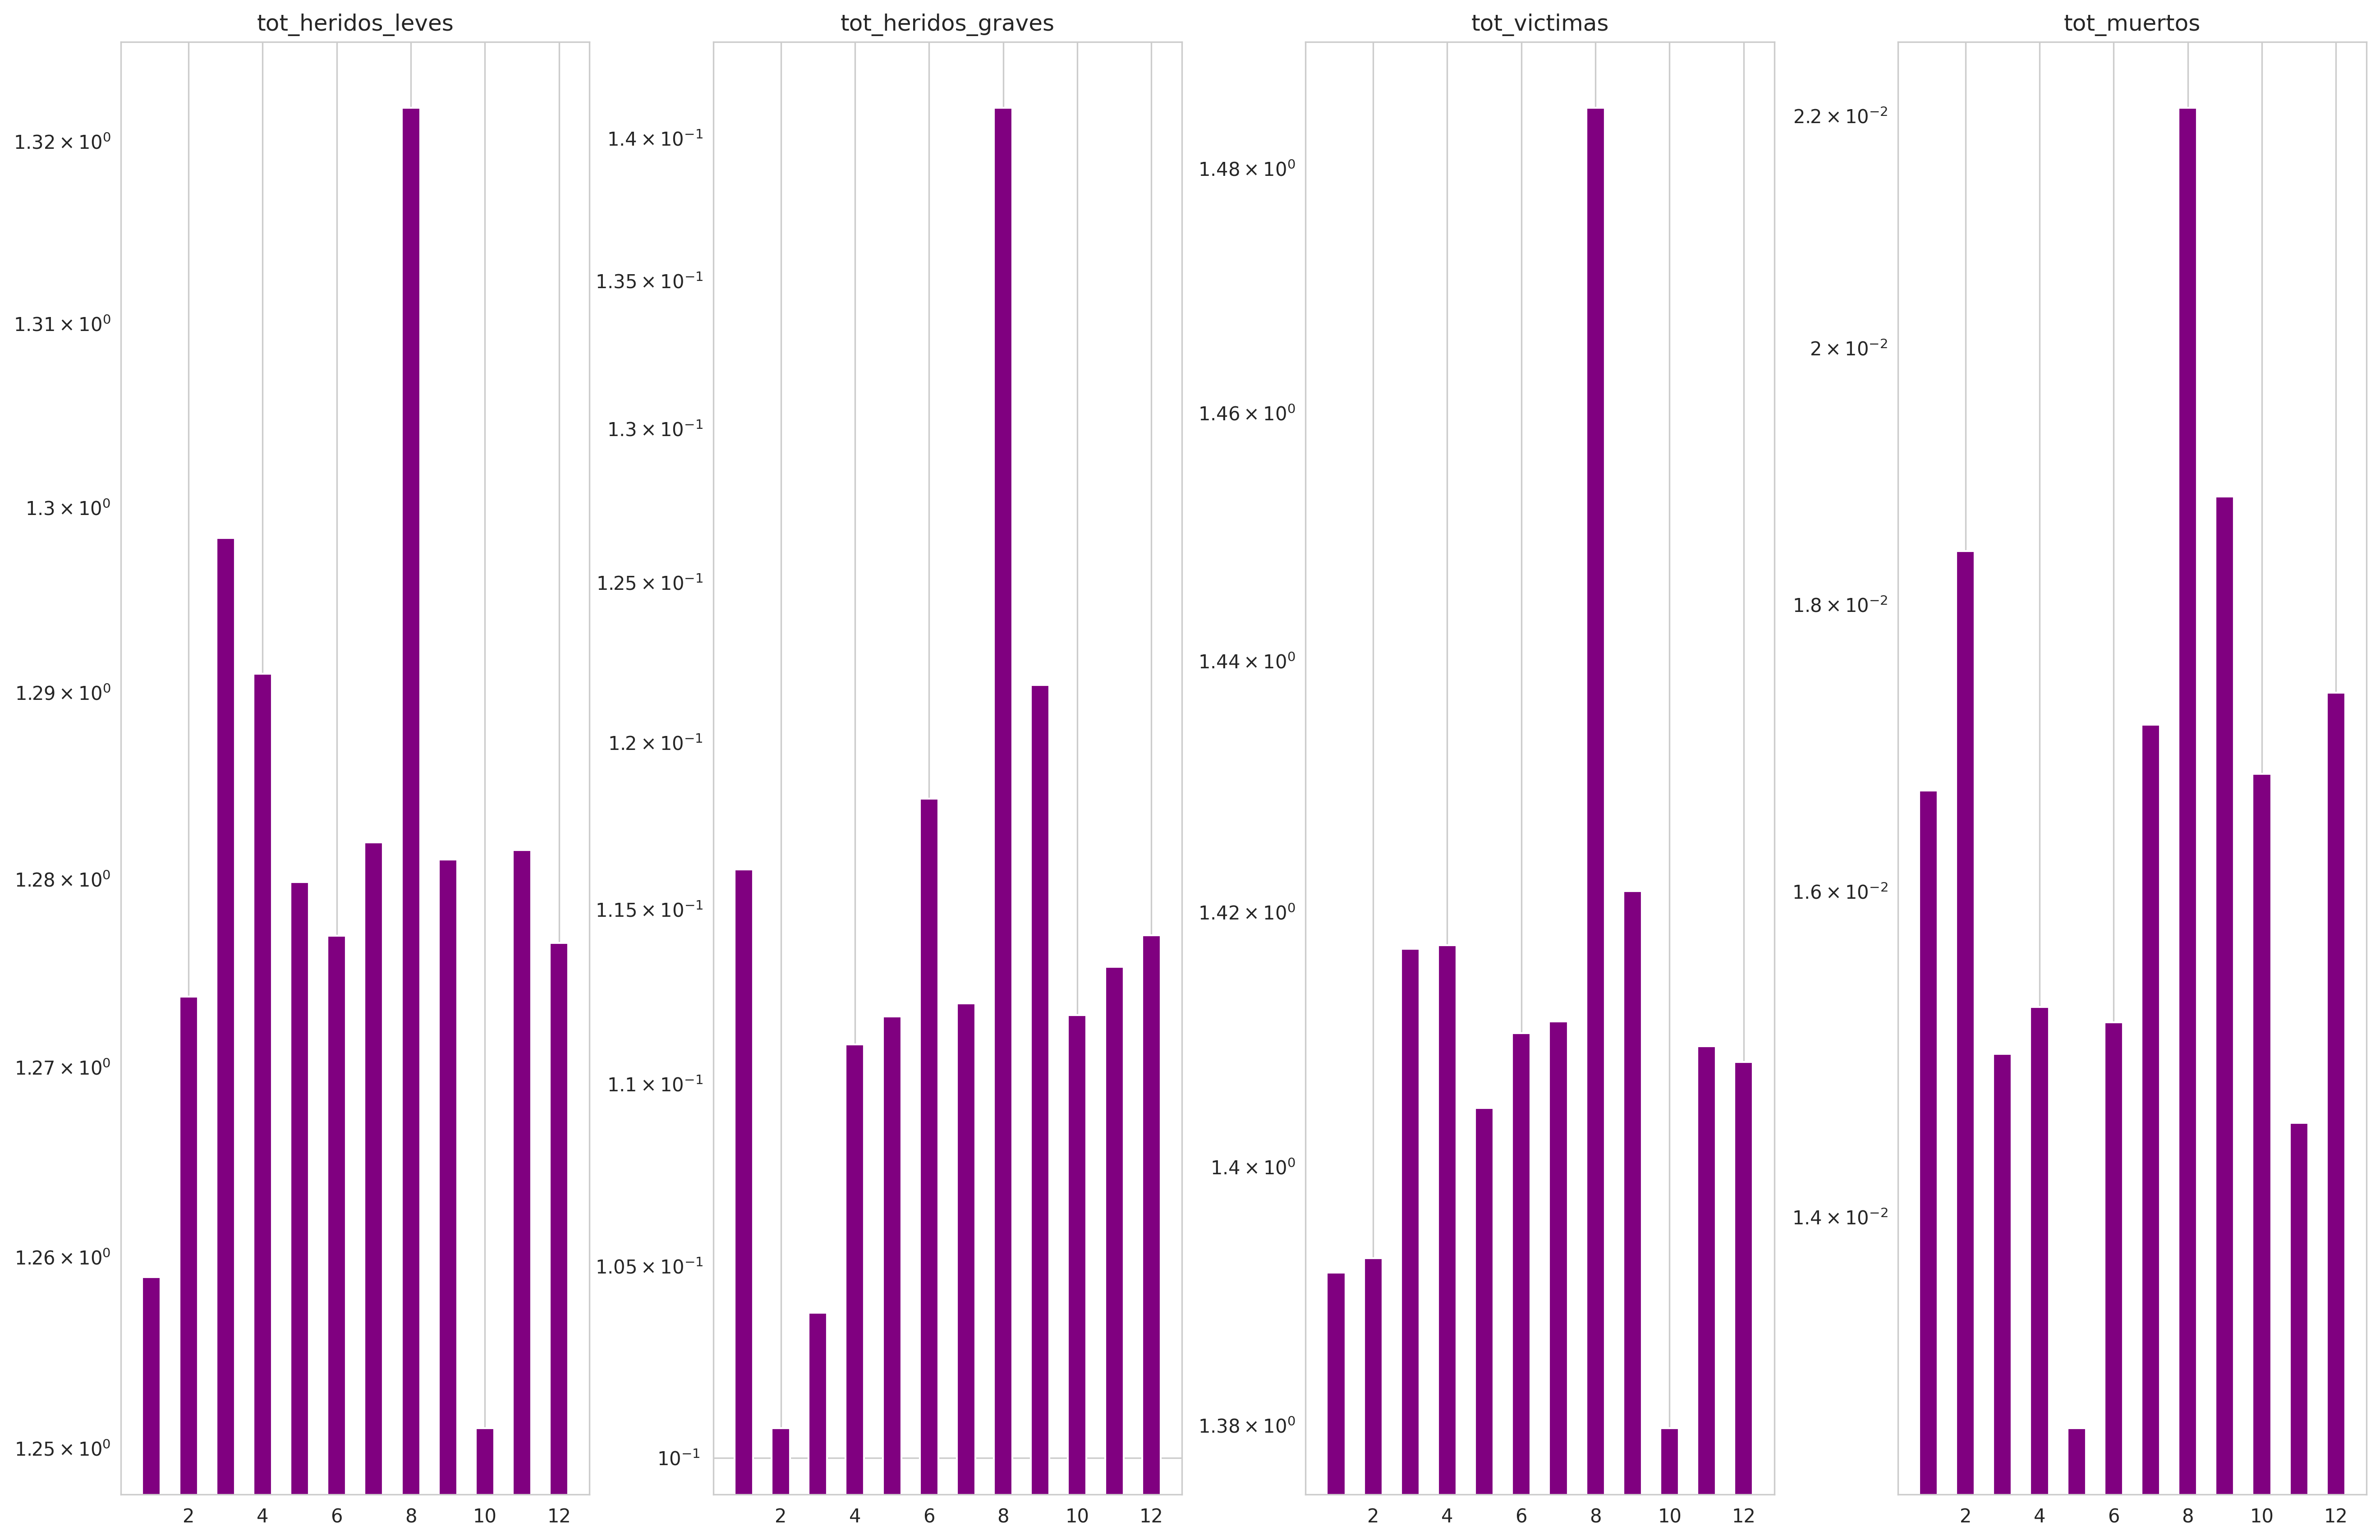 tot_heridos_leves
1.32 × 10⁰
1.31 × 10⁰
1.3 × 10⁰
1.29 × 10⁰
1.28 × 10⁰
1.27 × 10⁰
1.26 × 10⁰
1.25 × 10⁰
2 4 6 8 10 12
tot_heridos_graves
1.4 × 10⁻¹
1.35 × 10⁻¹
1.3 × 10⁻¹
1.25 × 10⁻¹
1.2 × 10⁻¹
1.15 × 10⁻¹
1.1 × 10⁻¹
1.05 × 10⁻¹
10⁻¹
2 4 6 8 10 12
tot_victimas
1.48 × 10⁰
1.46 × 10⁰
1.44 × 10⁰
1.42 × 10⁰
1.4 × 10⁰
1.38 × 10⁰
2 4 6 8 10 12
tot_muertos
2.2 × 10⁻²
2 × 10⁻²
1.8 × 10⁻²
1.6 × 10⁻²
1.4 × 10⁻²
2 4 6 8 10 12